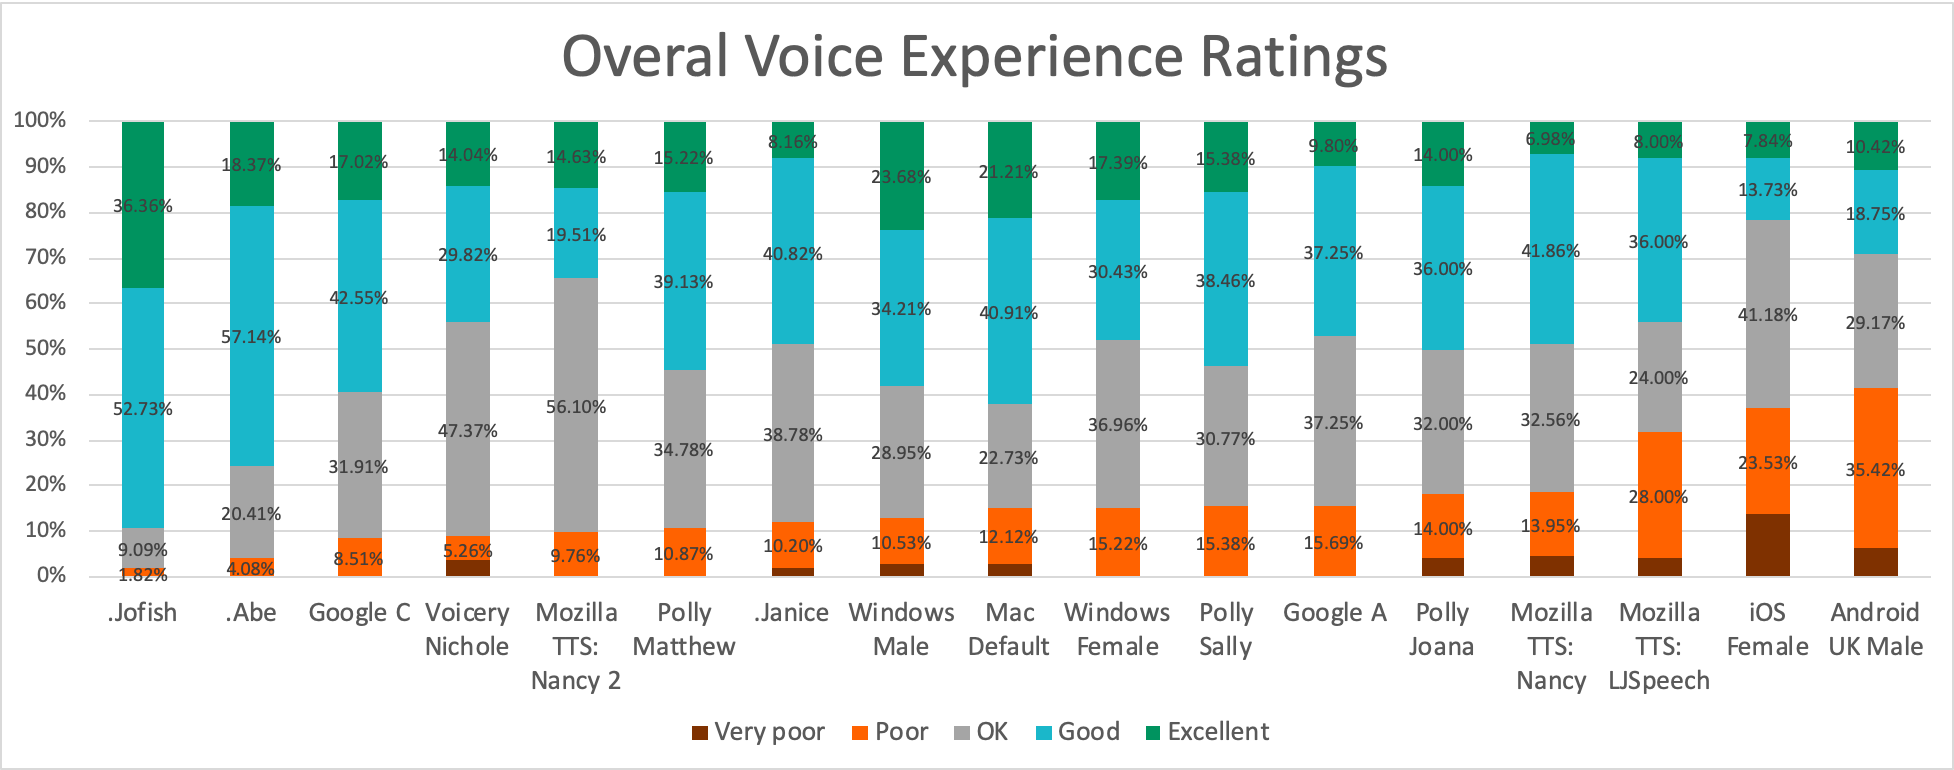 Overal Voice Experience Ratings
100%
90%
80%
70%
60%
50%
40%
30%
20%
10%
0%
36.36%
52.73%
9.09%
1.82%
18.37%
57.14%
20.41%
4.08%
17.02%
42.55%
31.91%
8.51%
14.04%
29.82%
47.37%
5.26%
14.63%
19.51%
56.10%
9.76%
15.22%
39.13%
34.78%
10.87%
8.16%
40.82%
38.78%
10.20%
23.68%
34.21%
28.95%
10.53%
21.21%
40.91%
22.73%
12.12%
17.39%
30.43%
36.96%
15.22%
15.38%
38.46%
30.77%
15.38%
9.80%
37.25%
37.25%
15.69%
14.00%
36.00%
32.00%
14.00%
6.98%
41.86%
32.56%
13.95%
8.00%
36.00%
24.00%
28.00%
7.84%
13.73%
41.18%
23.53%
10.42%
18.75%
29.17%
35.42%
.Jofish
.Abe
Google C
Voicery
Nichole
Mozilla
TTS:
Nancy 2
Polly
Matthew
.Janice
Windows
Male
Mac
Default
Windows
Female
Polly
Sally
Google A
Polly
Joana
Mozilla
TTS:
Nancy
Mozilla
TTS:
LJSpeech
iOS
Female
Android
UK Male
Very poor
Poor
OK
Good
Excellent